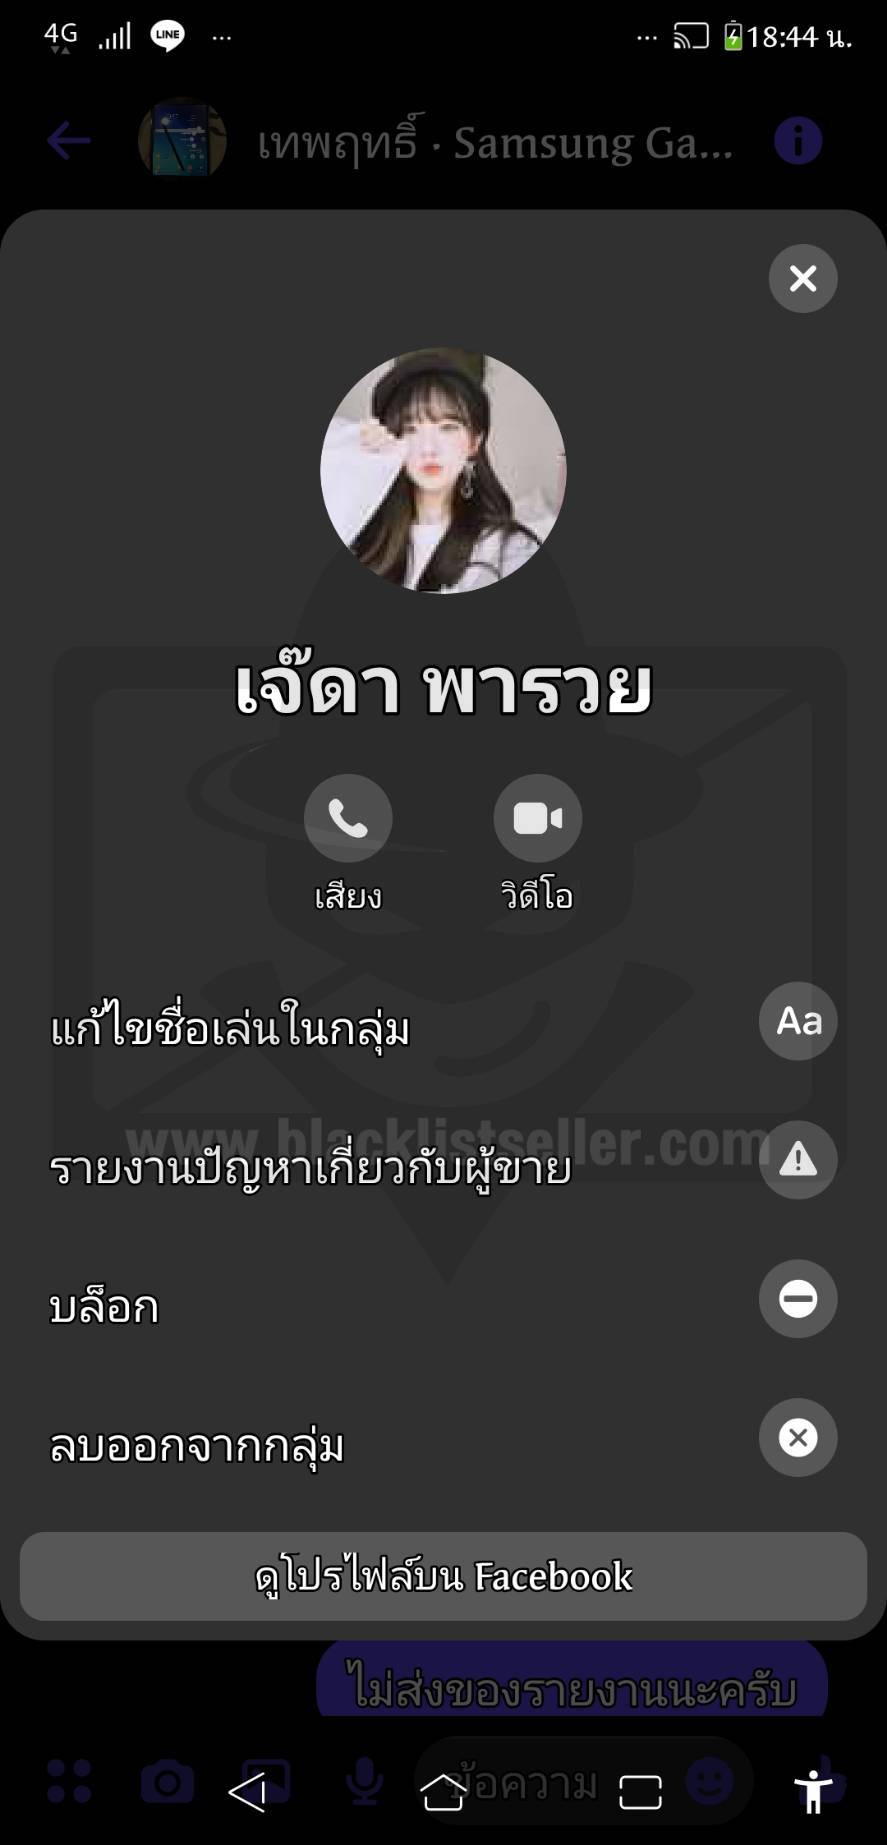 4G LINE ... ... 18:44 น.
เทพฤทธิ์ · Samsung Ga...
เจ๊ดา พารวย
เสียง วิดีโอ
แก้ไขชื่อเล่นในกลุ่ม Aa
www.blacklistseller.com
รายงานปัญหาเกี่ยวกับผู้ขาย
บล็อก
ลบออกจากกลุ่ม
ดูโปรไฟล์บน Facebook
ไม่ส่งของรายงานนะครับ
ข้อความ